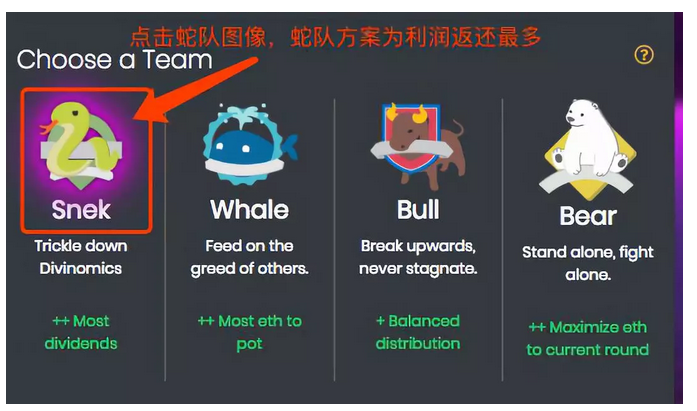 点击蛇队图像，蛇队方案为利润返还最多
Choose a Team
?
Snek
Trickle down
Divinomics
++ Most
dividends
Whale
Feed on the
greed of others.
++ Most eth to
pot
Bull
Break upwards,
never stagnate.
+ Balanced
distribution
Bear
Stand alone, fight
alone.
++ Maximize eth
to current round